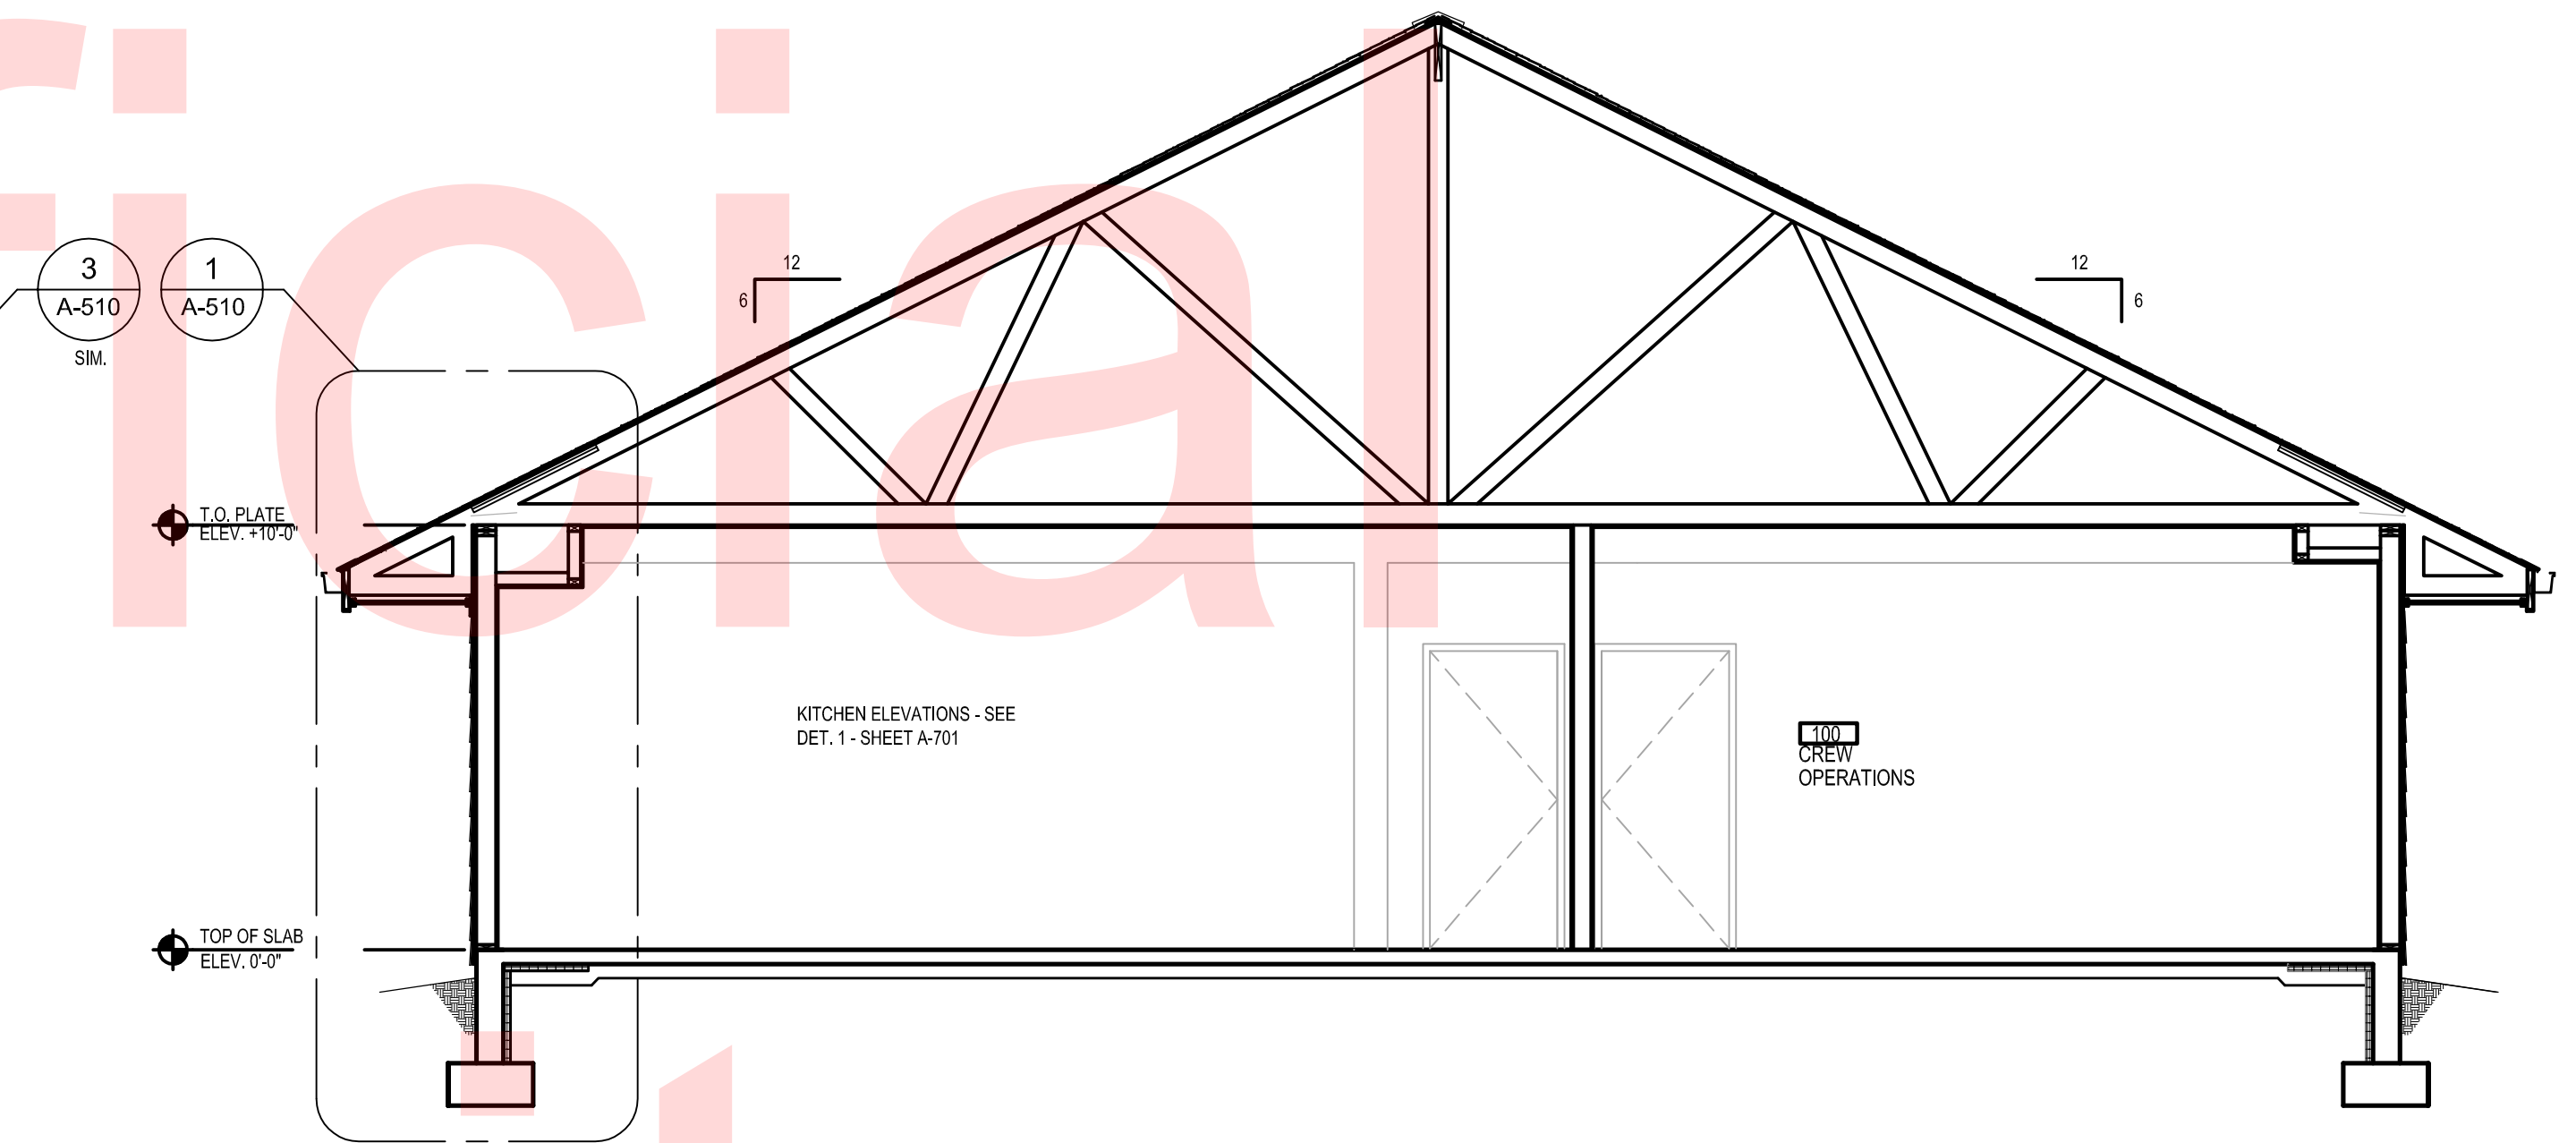 ficial
3
A-510
SIM.
1
A-510
12
6
12
6
T.O. PLATE
ELEV. +10'-0"
KITCHEN ELEVATIONS - SEE
DET. 1 - SHEET A-701
100
CREW
OPERATIONS
TOP OF SLAB
ELEV. 0'-0"